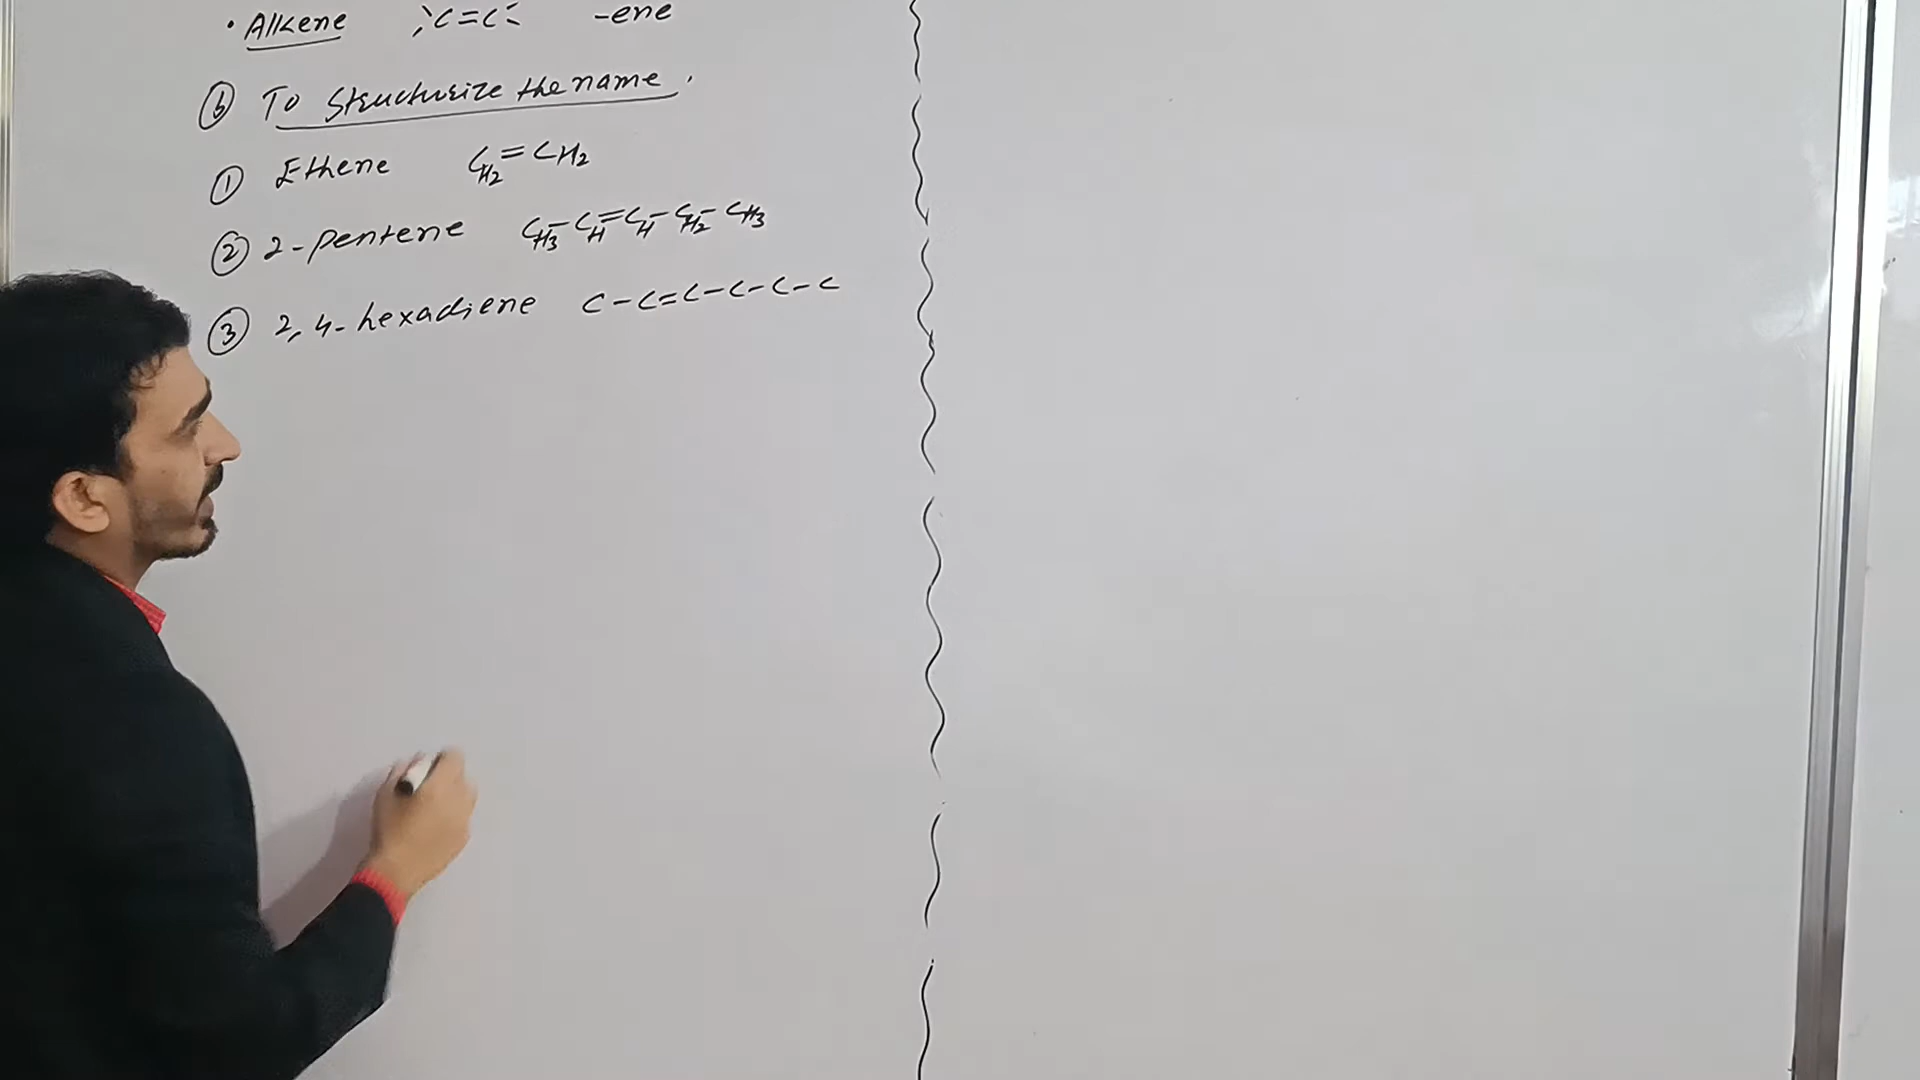 • Alkene >C=C< -ene
ⓑ To Structurize the name.
① Ethene CH2=CH2
② 2-pentene CH3-CH=CH-CH2-CH3
③ 2,4-hexadiene C-C=C-C-C-C